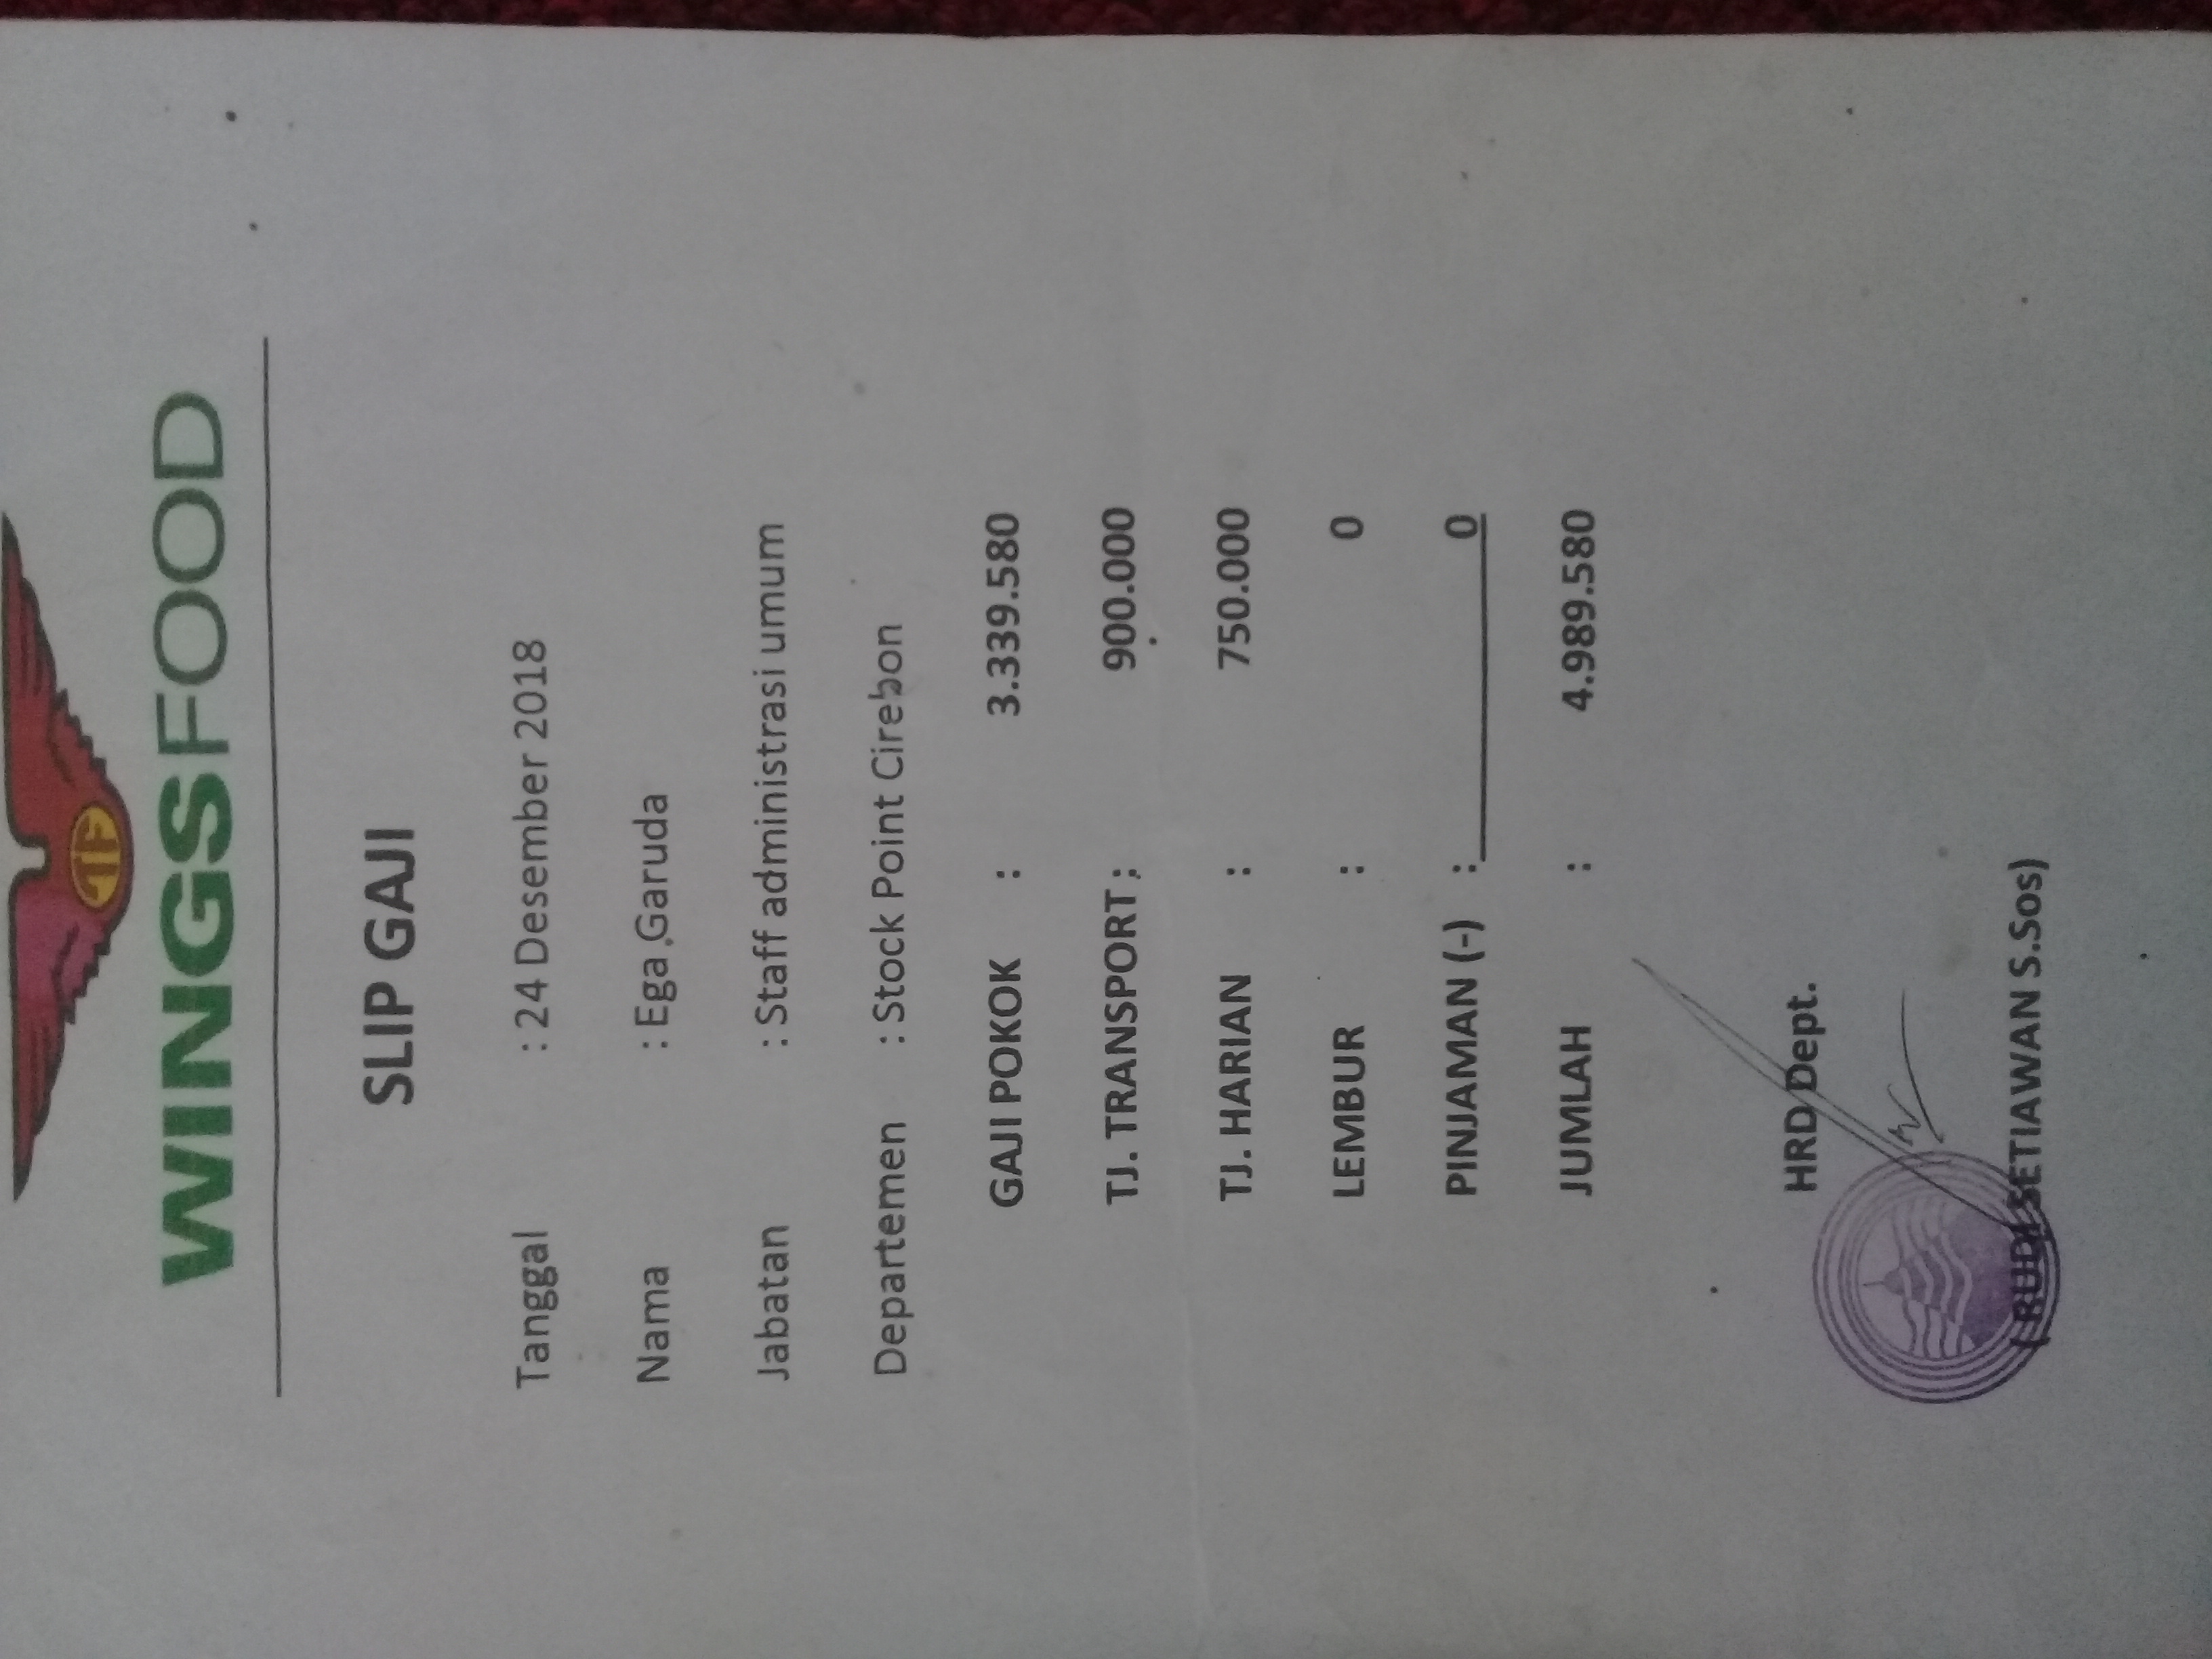 TF
WINGSFOOD
SLIP GAJI
Tanggal : 24 Desember 2018
Nama : Ega Garuda
Jabatan : Staff administrasi umum
Departemen : Stock Point Cirebon
GAJI POKOK : 3.339.580
TJ. TRANSPORT : 900.000
TJ. HARIAN : 750.000
LEMBUR : 0
PINJAMAN (-) : 0
JUMLAH : 4.989.580
HRD Dept.
( RUDI SETIAWAN S.Sos)